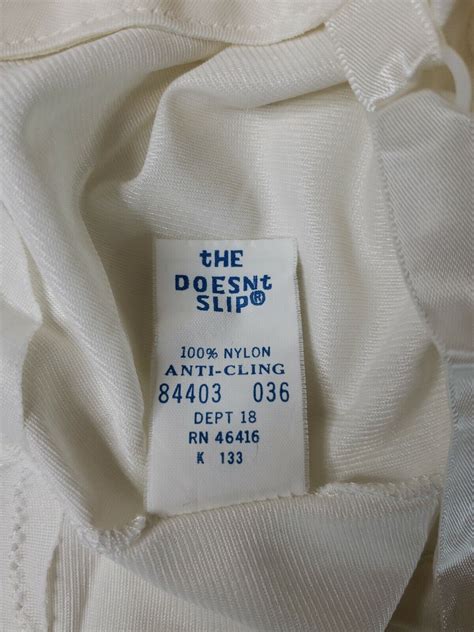 tHE
DOESNt
SLIP®
100% NYLON
ANTI-CLING
84403 036
DEPT 18
RN 46416
K 133